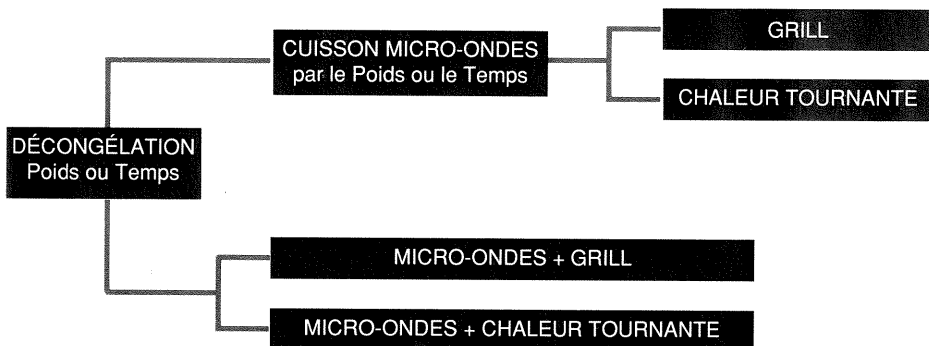 CUISSON MICRO-ONDES
par le Poids ou le Temps
GRILL
CHALEUR TOURNANTE
DÉCONGÉLATION
Poids ou Temps
MICRO-ONDES + GRILL
MICRO-ONDES + CHALEUR TOURNANTE